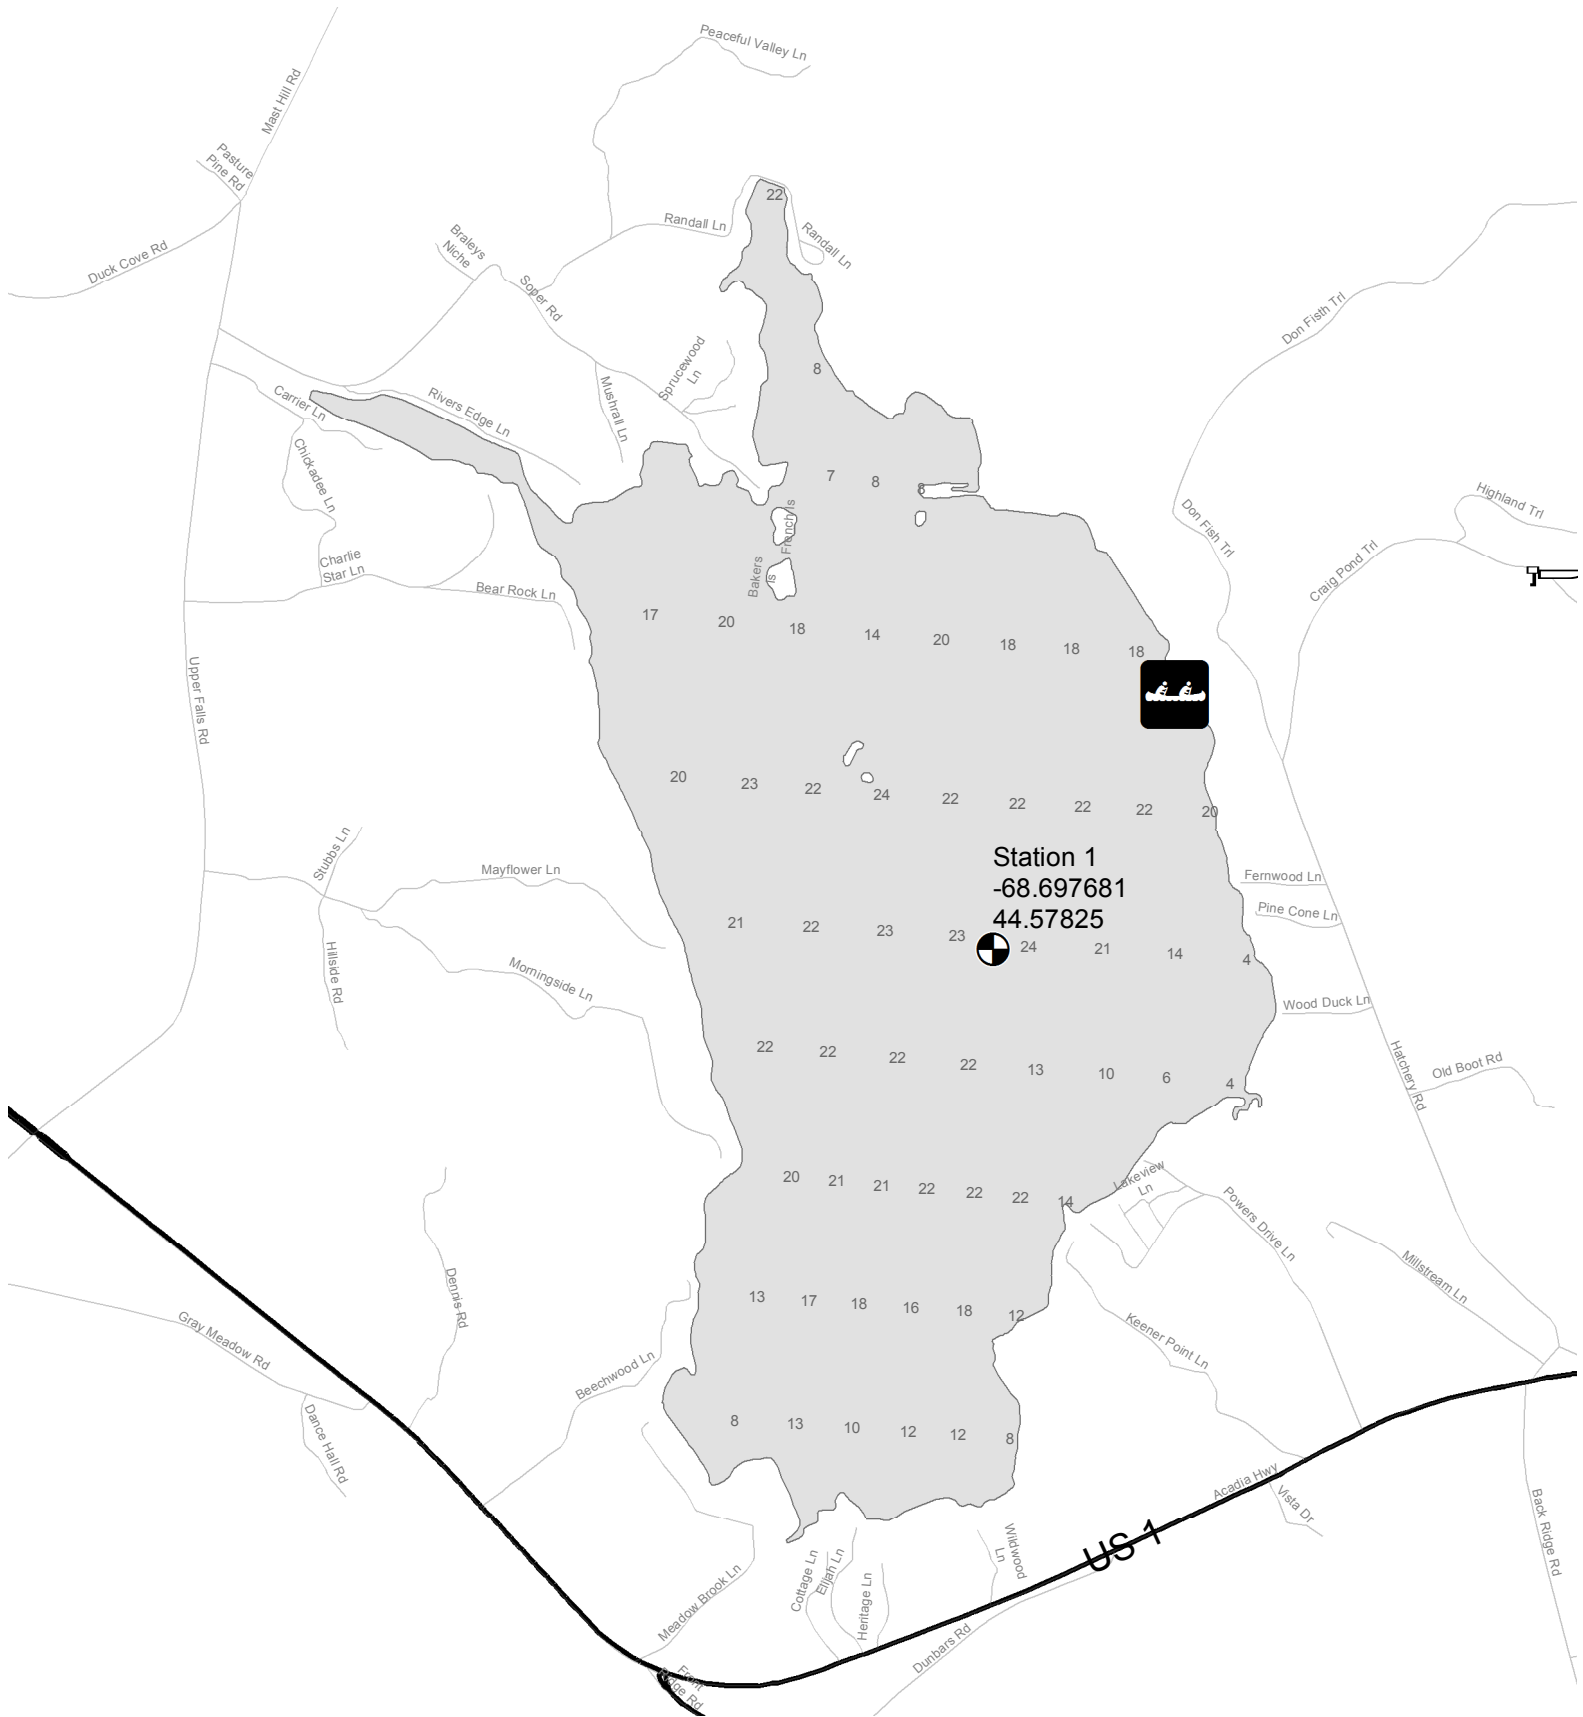 Peaceful Valley Ln
Mast Hill Rd
Pasture
Pine Rd
22
Randall Ln
Randall Ln
Braleys
Niche
Duck Cove Rd
Soper Rd
Don Fisth Trl
8
Sprucewood
Ln
Mushrall Ln
Carrier Ln
Rivers Edge Ln
Chickadee Ln
7
8
8
Highland Trl
Don Fish Trl
French Is
Charlie
Star Ln
Bakers
Is
Craig Pond Trl
Bear Rock Ln
17
20
18
14
20
18
18
18
Upper Falls Rd
20
23
22
24
22
22
22
22
20
Stubbs Ln
Mayflower Ln
Station 1
-68.697681
44.57825
Fernwood Ln
Pine Cone Ln
21
22
23
23
24
21
14
4
Hillside Rd
Morningside Ln
Wood Duck Ln
22
22
22
22
13
10
6
4
Hatchery Rd
Old Boot Rd
20
21
21
22
22
22
14
Lakeview
Ln
Powers Drive Ln
Dennis Rd
13
17
18
16
18
12
Millstream Ln
Gray Meadow Rd
Keener Point Ln
Beechwood Ln
8
13
10
12
12
8
Dance Hall Rd
Acadia Hwy
Vista Dr
Back Ridge Rd
US 1
Wildwood
Ln
Cottage Ln
Elijah Ln
Heritage Ln
Meadow Brook Ln
Dunbars Rd
Front
Ridge Rd